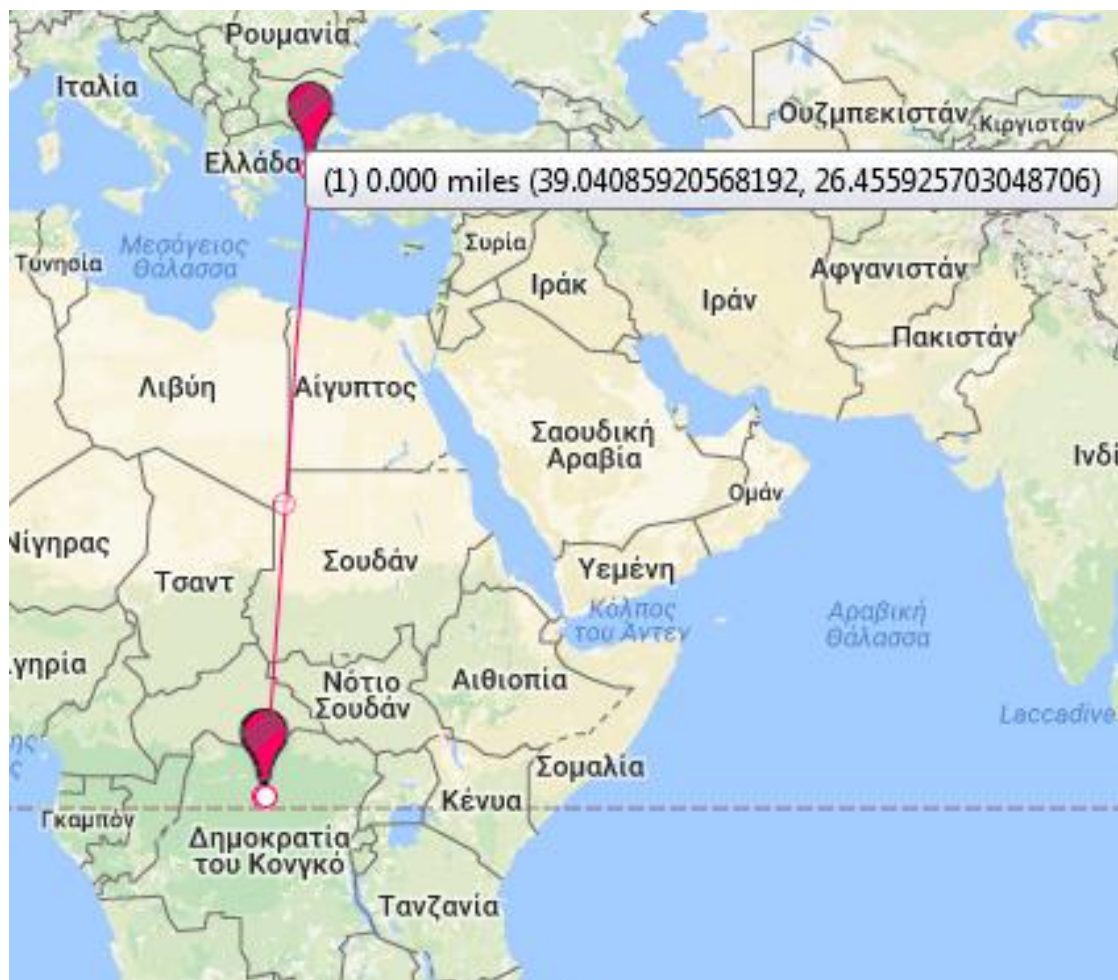 Ρουμανία
Ιταλία
Ουζμπεκιστάν
Κιργιστάν
Ελλάδα
(1) 0.000 miles (39.04085920568192, 26.455925703048706)
Μεσόγειος
Θάλασσα
Τυνησία
Συρία
Ιράκ
Ιράν
Αφγανιστάν
Πακιστάν
Λιβύη
Αίγυπτος
Σαουδική
Αραβία
Ινδί
Ομάν
Νίγηρας
Τσαντ
Σουδάν
Υεμένη
Κόλπος
του Άντεν
Αραβική
Θάλασσα
γηρία
Νότιο
Σουδάν
Αιθιοπία
Laccadive
ης
ς
Σομαλία
Κένυα
Γκαμπόν
Δημοκρατία
του Κονγκό
Τανζανία